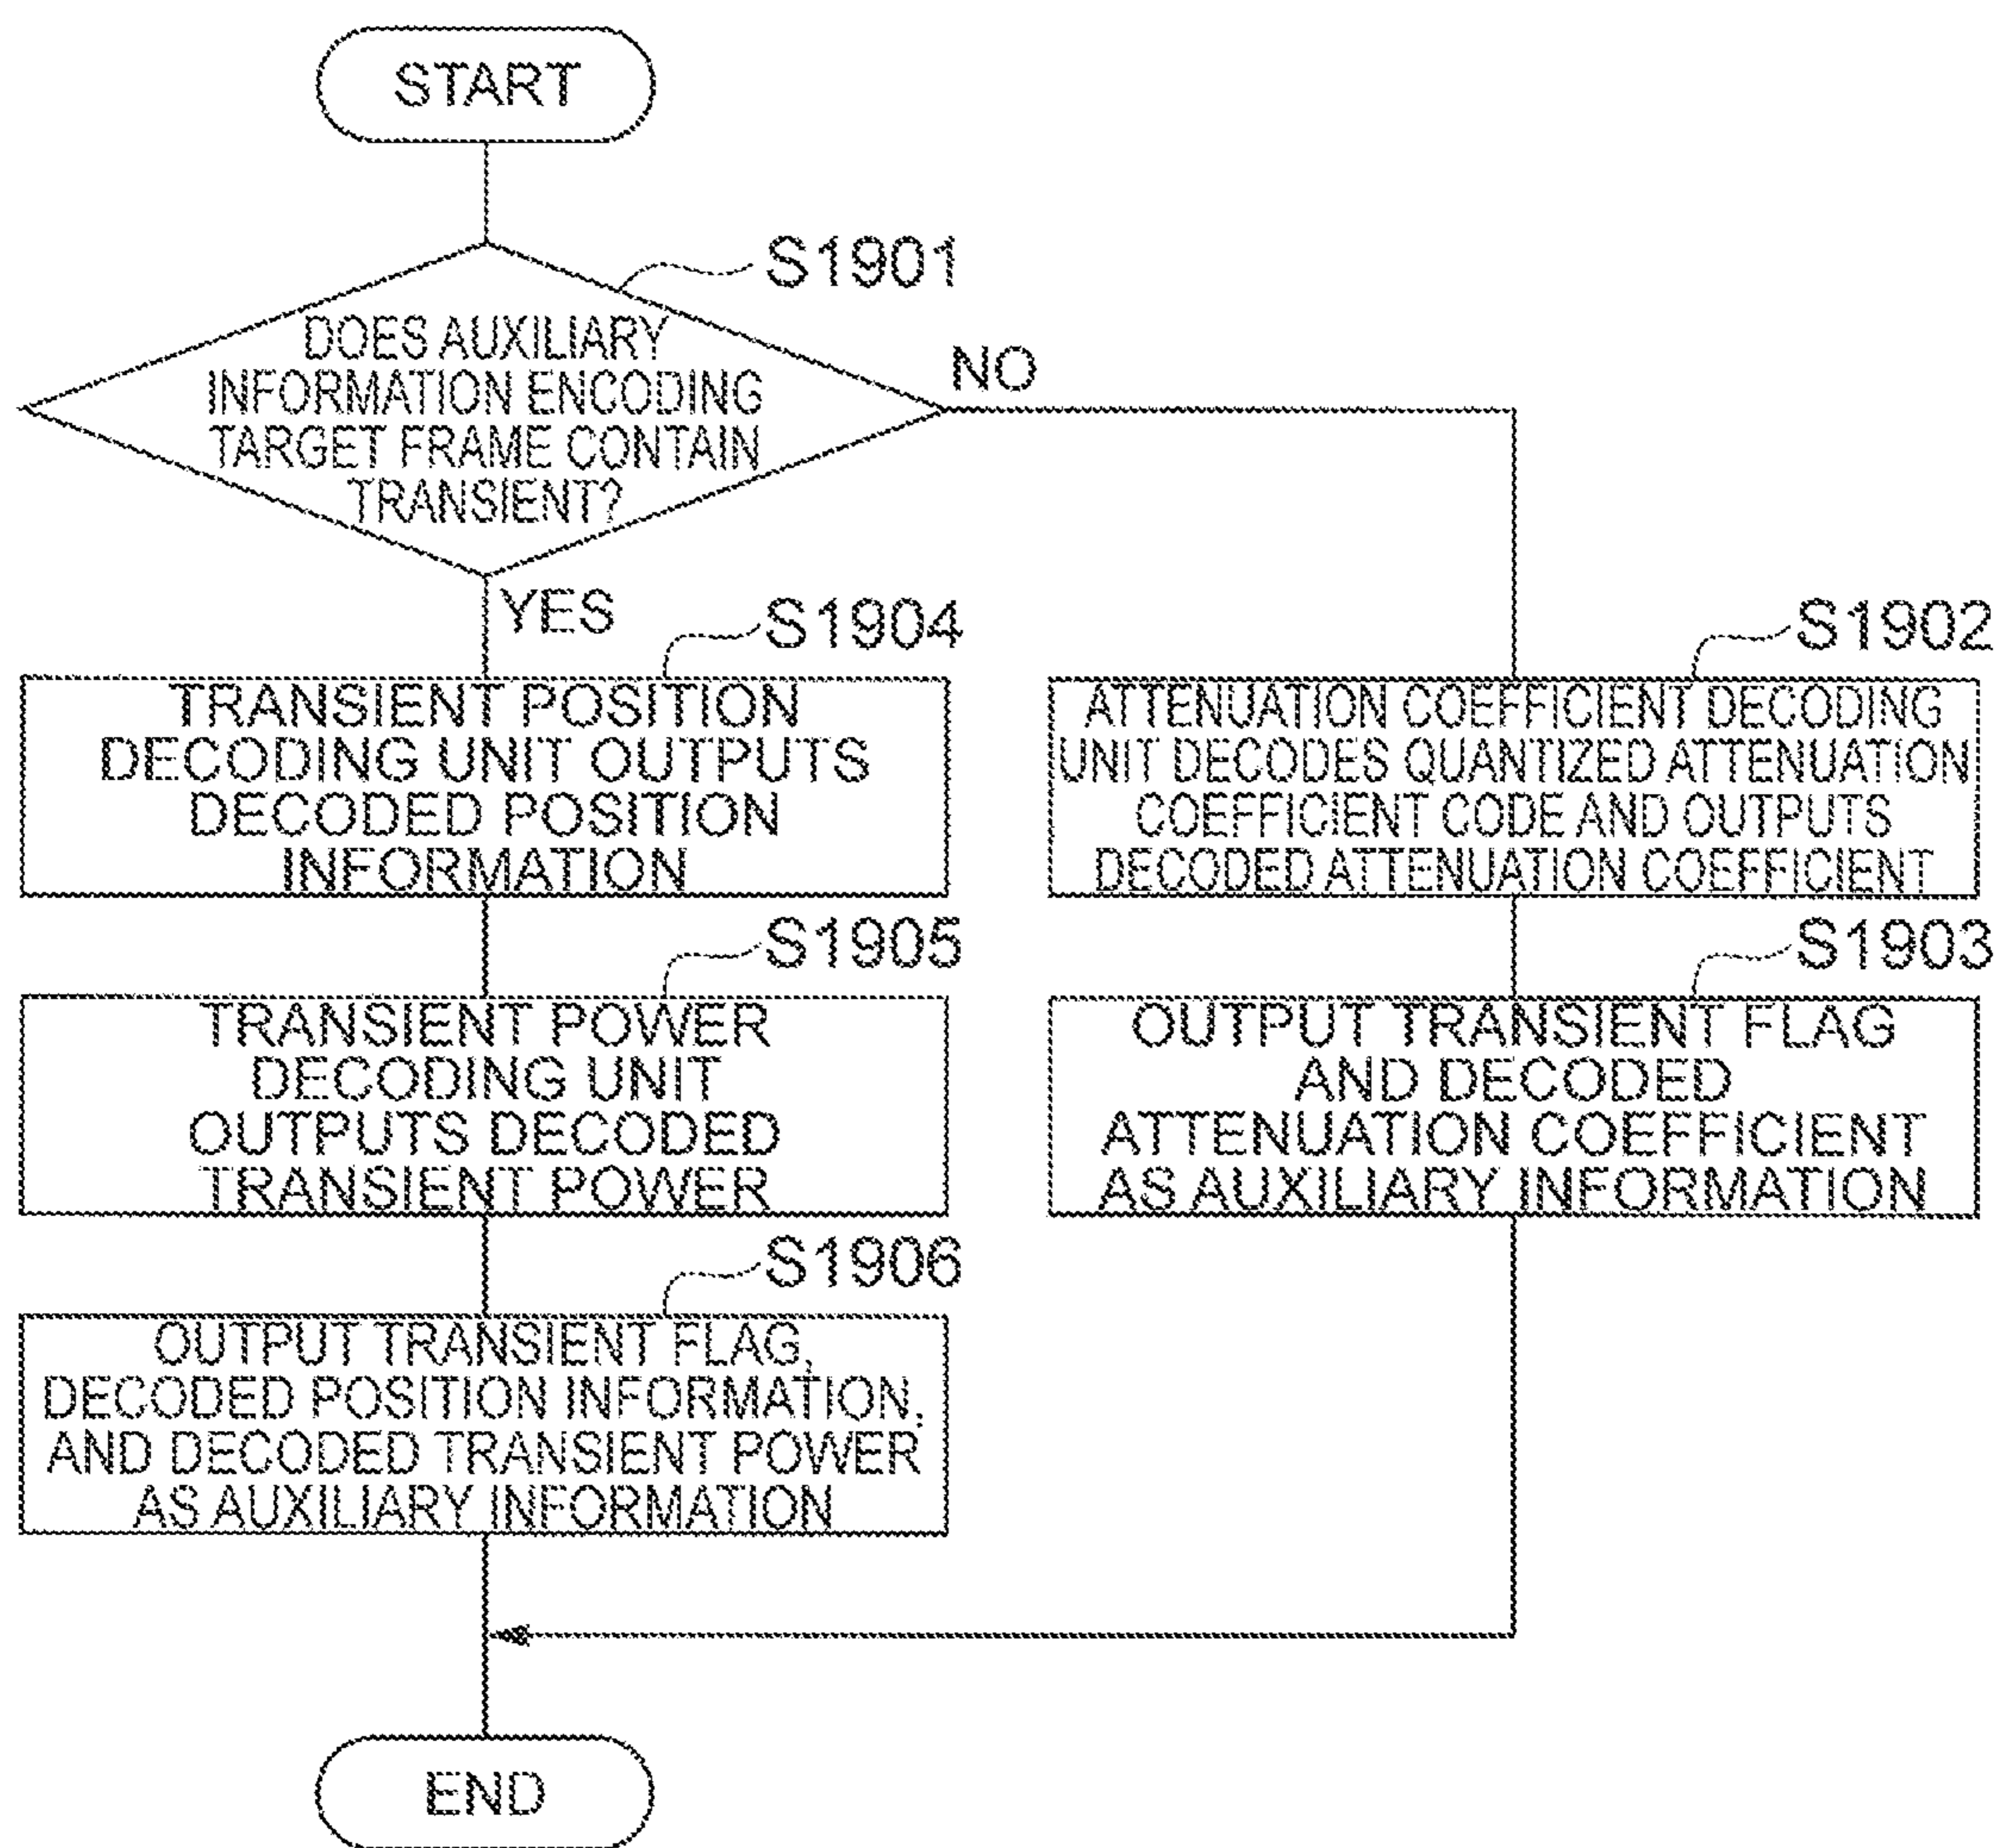 START
S1901
DOES AUXILIARY
INFORMATION ENCODING
TARGET FRAME CONTAIN
TRANSIENT?
NO
YES
S1904
TRANSIENT POSITION
DECODING UNIT OUTPUTS
DECODED POSITION
INFORMATION
S1902
ATTENUATION COEFFICIENT DECODING
UNIT DECODES QUANTIZED ATTENUATION
COEFFICIENT CODE AND OUTPUTS
DECODED ATTENUATION COEFFICIENT
S1905
TRANSIENT POWER
DECODING UNIT
OUTPUTS DECODED
TRANSIENT POWER
S1903
OUTPUT TRANSIENT FLAG
AND DECODED
ATTENUATION COEFFICIENT
AS AUXILIARY INFORMATION
S1906
OUTPUT TRANSIENT FLAG,
DECODED POSITION INFORMATION,
AND DECODED TRANSIENT POWER
AS AUXILIARY INFORMATION
END